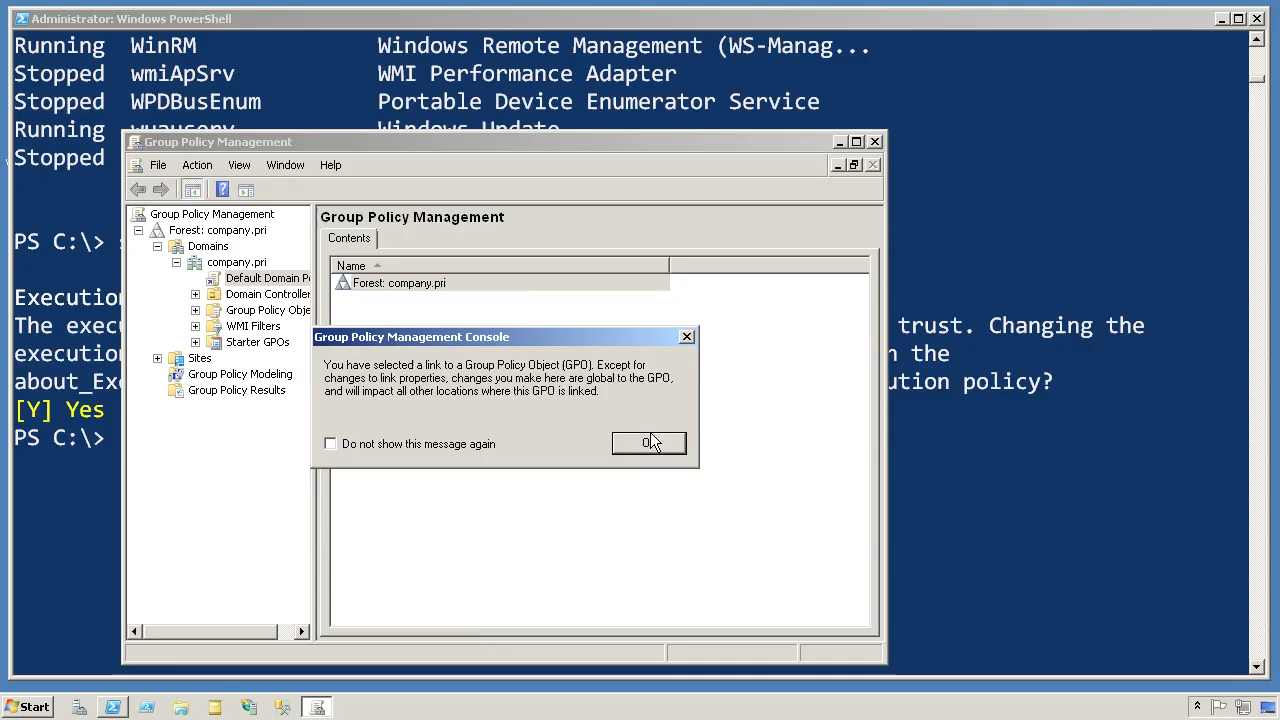 Administrator: Windows PowerShell
Running WinRM Windows Remote Management (WS-Manag...
Stopped wmiApSrv WMI Performance Adapter
Stopped WPDBusEnum Portable Device Enumerator Service
Running wuauserv Windows Update
Stopped
PS C:\>
Execution
The execu trust. Changing the
execution n the
about_Exe ution policy?
[Y] Yes
PS C:\>
Group Policy Management
File Action View Window Help
Group Policy Management
Forest: company.pri
Domains
company.pri
Default Domain P
Domain Controller
Group Policy Obje
WMI Filters
Starter GPOs
Sites
Group Policy Modeling
Group Policy Results
Group Policy Management
Contents
Name
Forest: company.pri
Group Policy Management Console
You have selected a link to a Group Policy Object (GPO). Except for
changes to link properties, changes you make here are global to the GPO,
and will impact all other locations where this GPO is linked.
Do not show this message again
Start